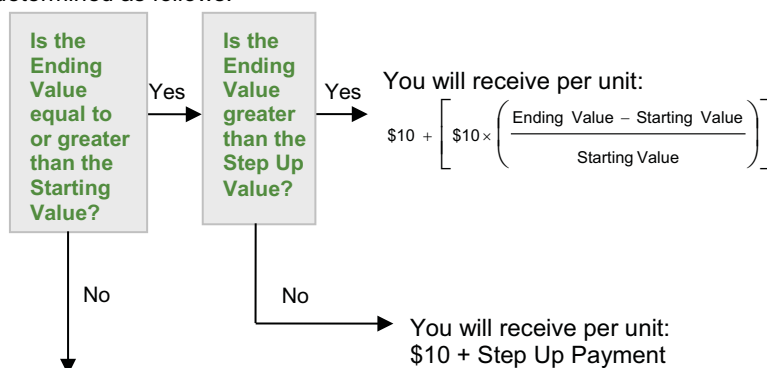 determined as follows:
Is the
Ending
Value
equal to
or greater
than the
Starting
Value?
Yes
Is the
Ending
Value
greater
than the
Step Up
Value?
Yes
You will receive per unit:
$10 + [ $10 × ( Ending Value − Starting Value / Starting Value ) ]
No
No
You will receive per unit:
$10 + Step Up Payment